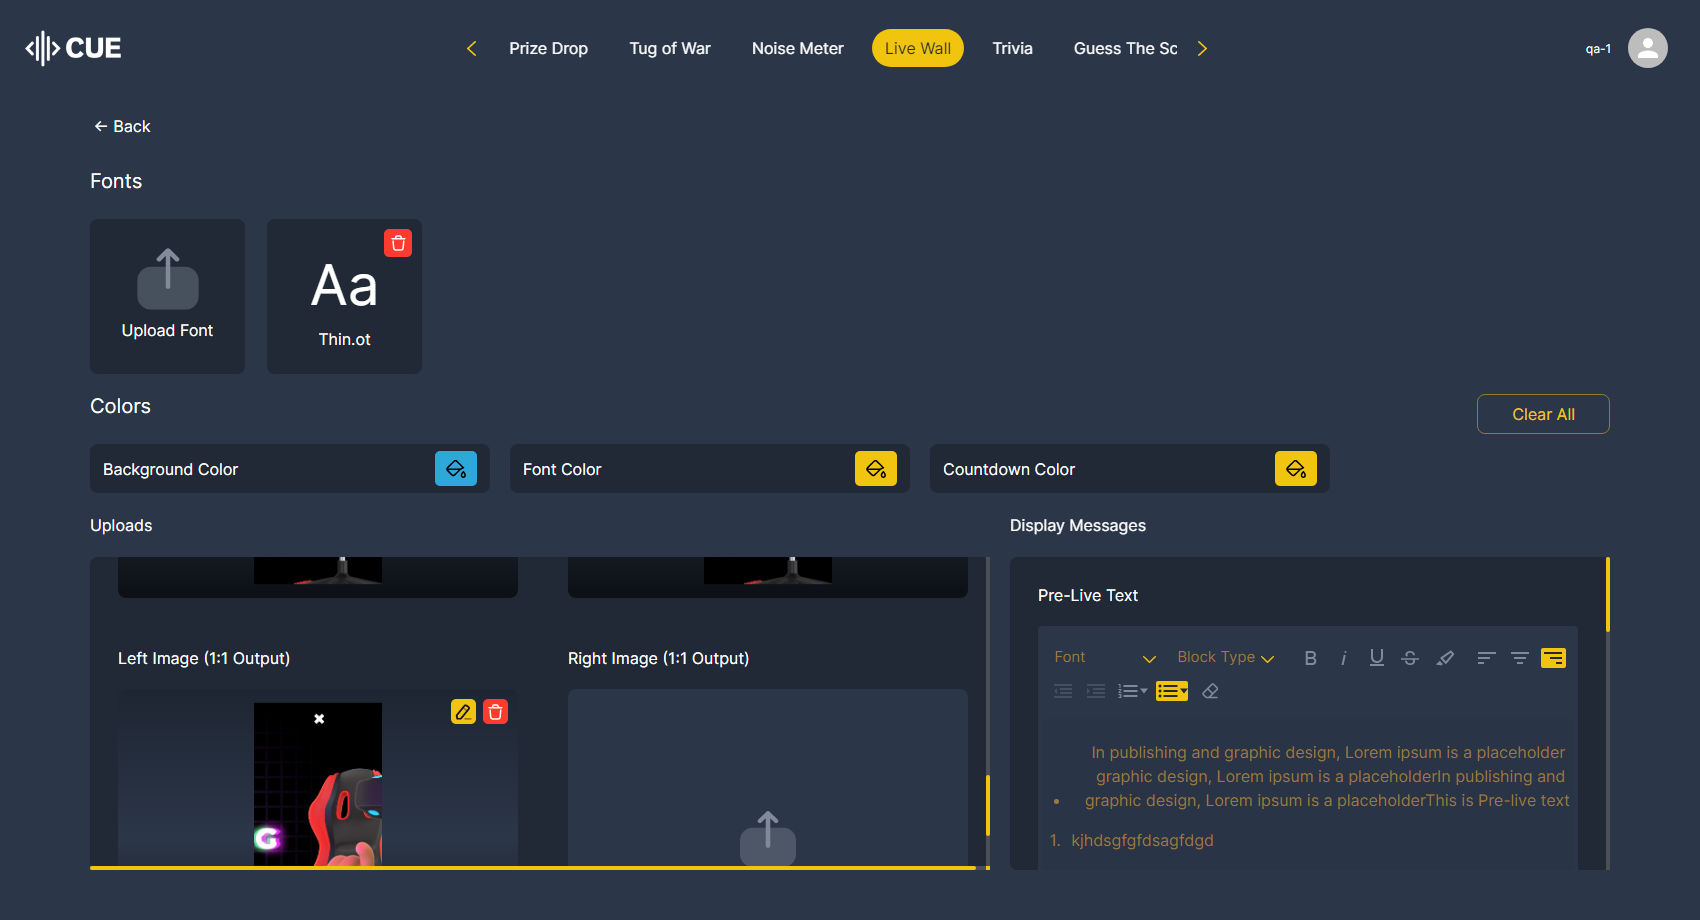 CUE
Prize Drop
Tug of War
Noise Meter
Live Wall
Trivia
Guess The Sc
qa-1
Back
Fonts
Upload Font
Aa
Thin.ot
Colors
Clear All
Background Color
Font Color
Countdown Color
Uploads
Display Messages
Left Image (1:1 Output)
Right Image (1:1 Output)
G
Pre-Live Text
Font
Block Type
B
i
U
S
In publishing and graphic design, Lorem ipsum is a placeholder
graphic design, Lorem ipsum is a placeholderIn publishing and
• graphic design, Lorem ipsum is a placeholderThis is Pre-live text
1. kjhdsgfgfdsagfdgd